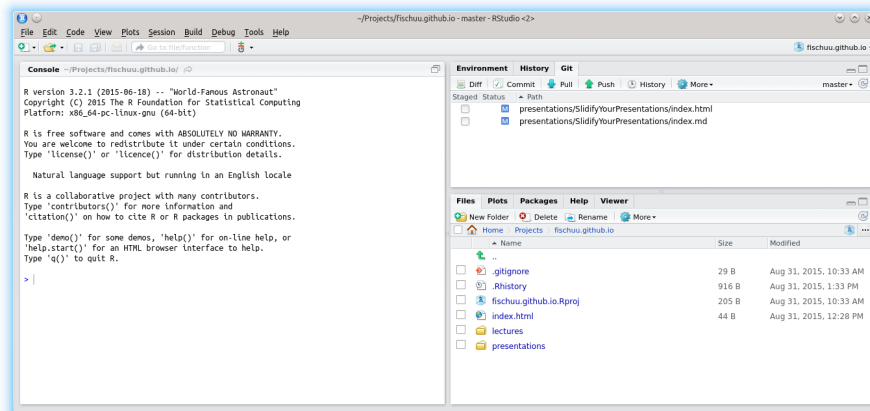 ~/Projects/fischuu.github.io - master - RStudio <2>
File Edit Code View Plots Session Build Debug Tools Help
Go to file/function
fischuu.github.io
Console ~/Projects/fischuu.github.io/
R version 3.2.1 (2015-06-18) -- "World-Famous Astronaut"
Copyright (C) 2015 The R Foundation for Statistical Computing
Platform: x86_64-pc-linux-gnu (64-bit)
R is free software and comes with ABSOLUTELY NO WARRANTY.
You are welcome to redistribute it under certain conditions.
Type 'license()' or 'licence()' for distribution details.
Natural language support but running in an English locale
R is a collaborative project with many contributors.
Type 'contributors()' for more information and
'citation()' on how to cite R or R packages in publications.
Type 'demo()' for some demos, 'help()' for on-line help, or
'help.start()' for an HTML browser interface to help.
Type 'q()' to quit R.
>
Environment History Git
Diff Commit Pull Push History More master
Staged Status Path
M presentations/SlidifyYourPresentations/index.html
M presentations/SlidifyYourPresentations/index.md
Files Plots Packages Help Viewer
New Folder Delete Rename More
Home Projects fischuu.github.io ...
Name Size Modified
..
.gitignore 29 B Aug 31, 2015, 10:33 AM
.Rhistory 916 B Aug 31, 2015, 1:33 PM
fischuu.github.io.Rproj 205 B Aug 31, 2015, 10:33 AM
index.html 44 B Aug 31, 2015, 12:28 PM
lectures
presentations